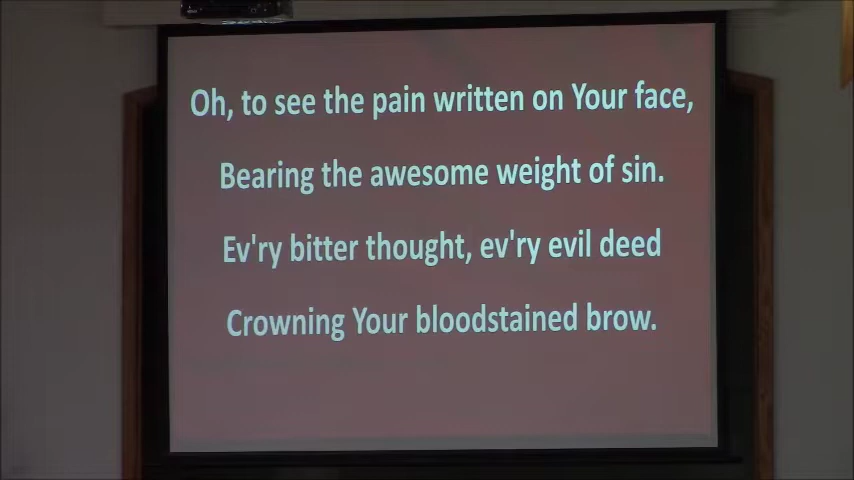 Oh, to see the pain written on Your face,
Bearing the awesome weight of sin.
Ev'ry bitter thought, ev'ry evil deed
Crowning Your bloodstained brow.